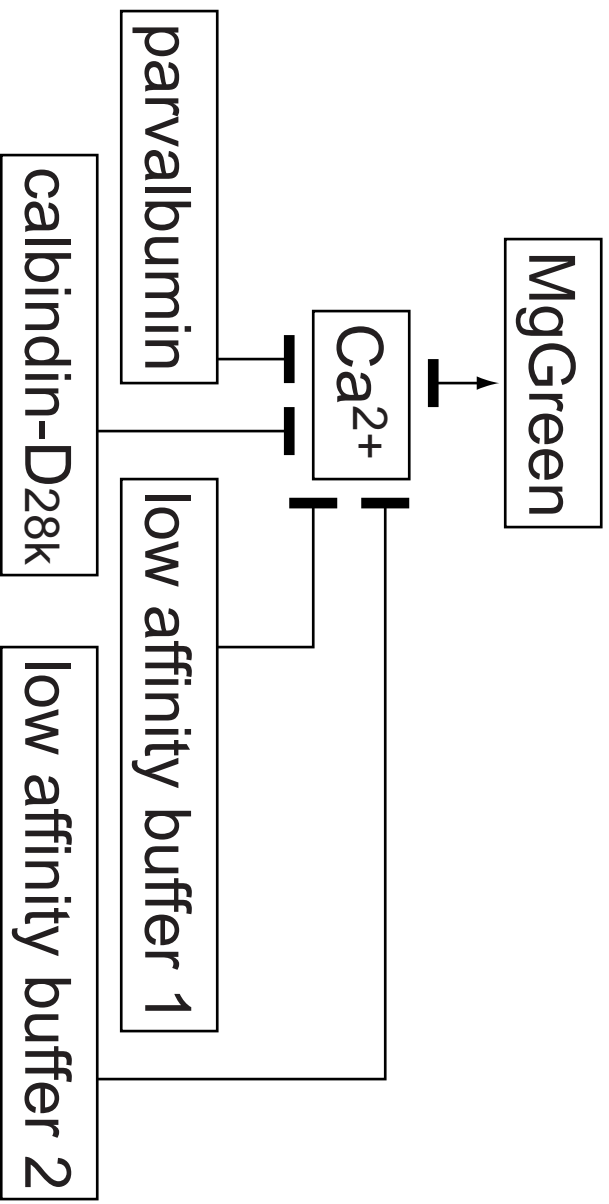 MgGreen
Ca2+
parvalbumin
low affinity buffer 1
calbindin-D28k
low affinity buffer 2